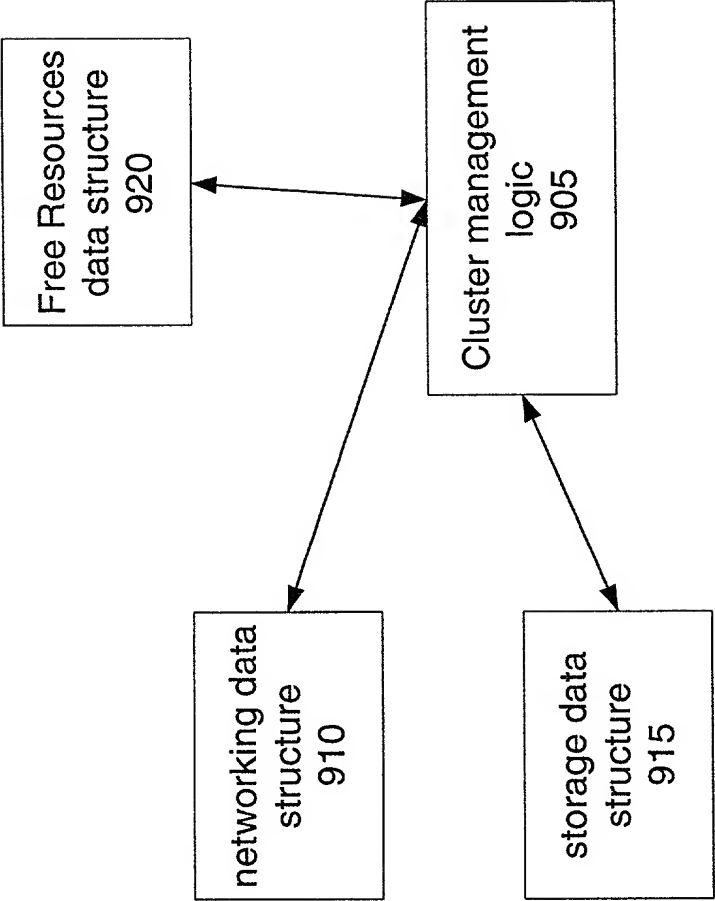 Free Resources
data structure
920
Cluster management
logic
905
networking data
structure
910
storage data
structure
915